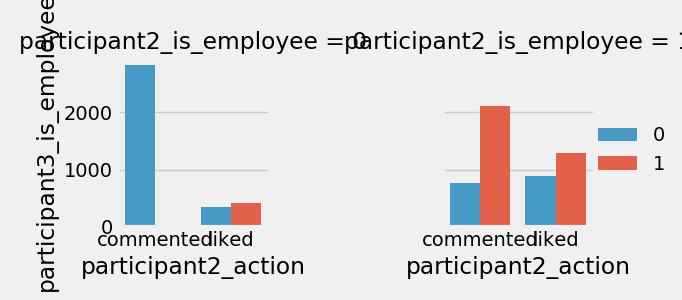 participant2_is_employee = 0
participant2_is_employee = 1
participant3_is_employee
2000
1000
0
commented
liked
commented
liked
participant2_action
participant2_action
0
1